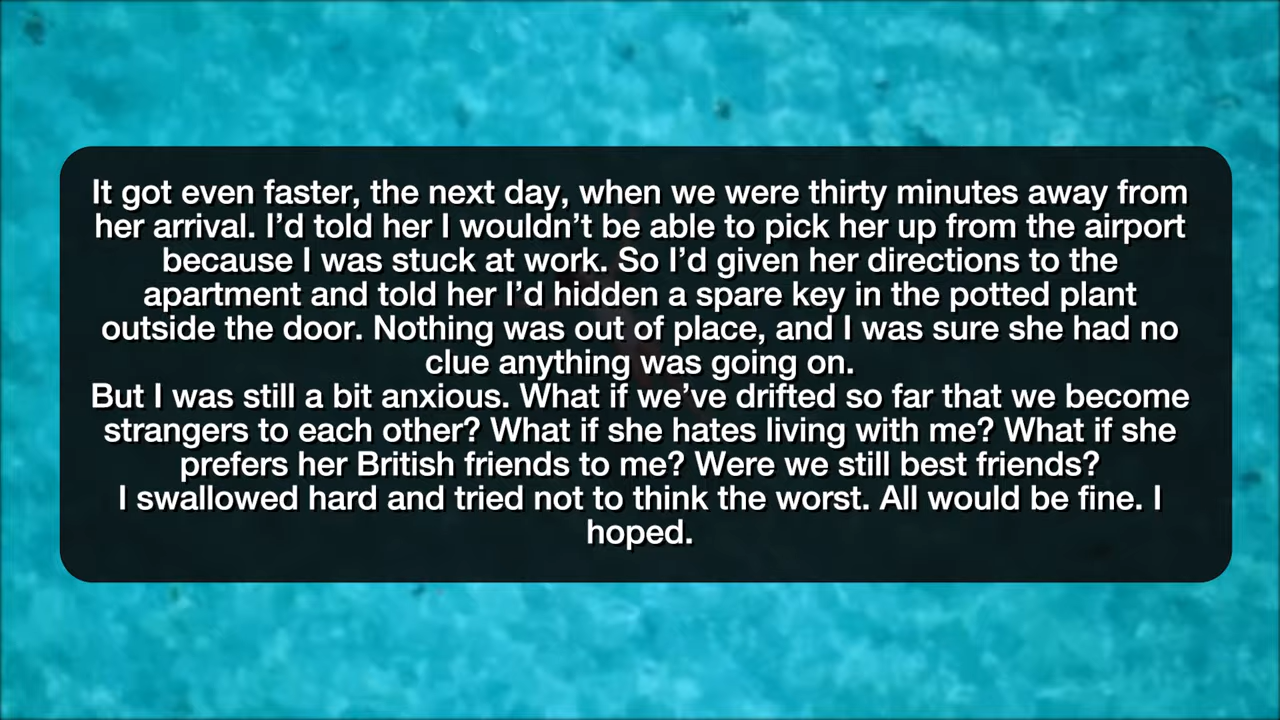 It got even faster, the next day, when we were thirty minutes away from
her arrival. I’d told her I wouldn’t be able to pick her up from the airport
because I was stuck at work. So I’d given her directions to the
apartment and told her I’d hidden a spare key in the potted plant
outside the door. Nothing was out of place, and I was sure she had no
clue anything was going on.
But I was still a bit anxious. What if we’ve drifted so far that we become
strangers to each other? What if she hates living with me? What if she
prefers her British friends to me? Were we still best friends?
I swallowed hard and tried not to think the worst. All would be fine. I
hoped.